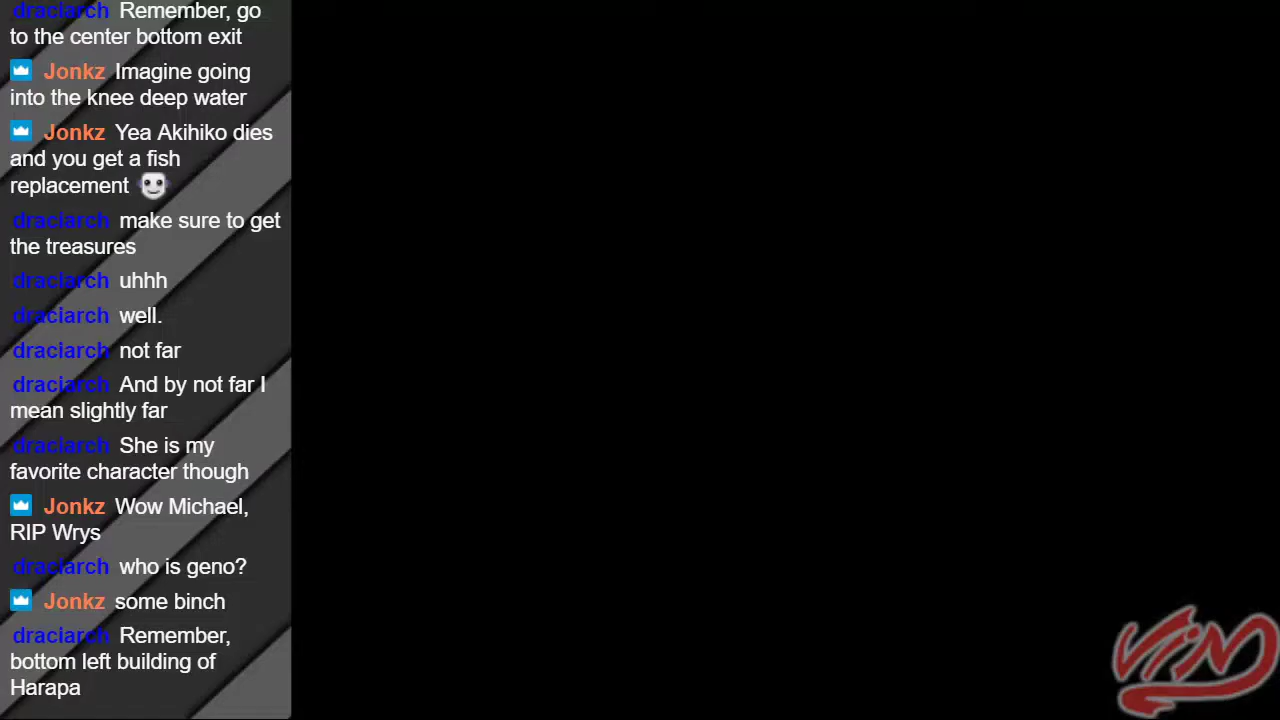 draciarch Remember, go
to the center bottom exit
Jonkz Imagine going
into the knee deep water
Jonkz Yea Akihiko dies
and you get a fish
replacement
draciarch make sure to get
the treasures
draciarch uhhh
draciarch well.
draciarch not far
draciarch And by not far I
mean slightly far
draciarch She is my
favorite character though
Jonkz Wow Michael,
RIP Wrys
draciarch who is geno?
Jonkz some binch
draciarch Remember,
bottom left building of
Harapa
VIM